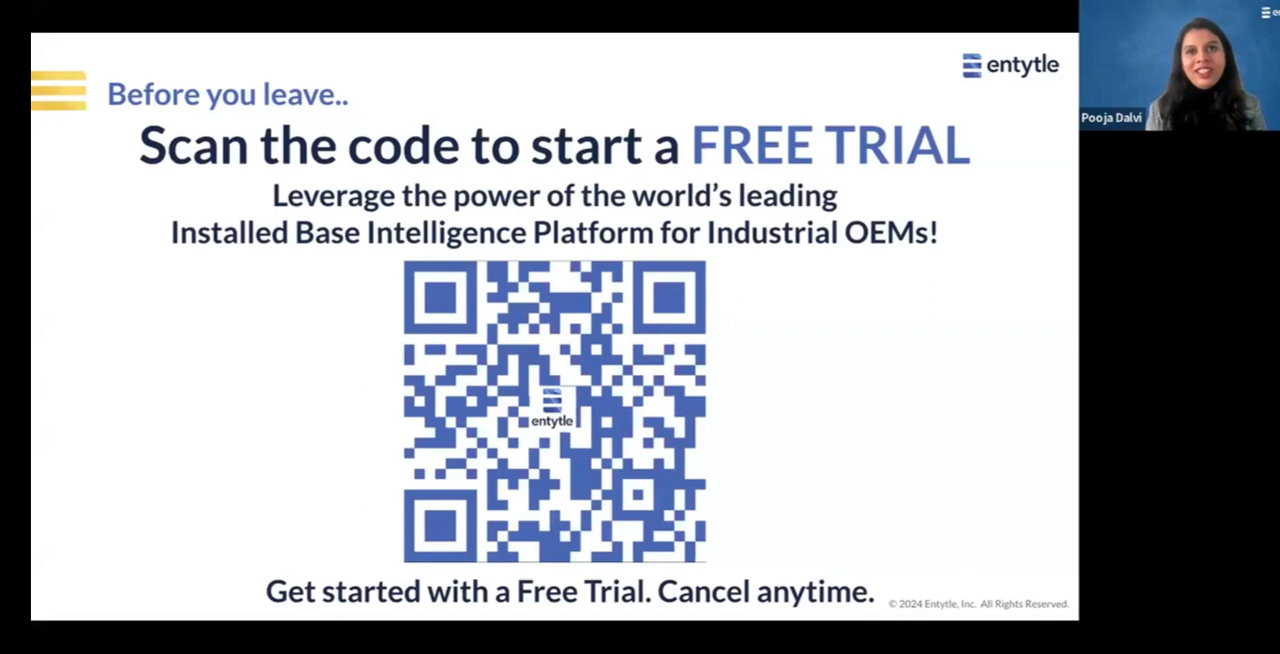 entytle
Before you leave..
Scan the code to start a FREE TRIAL
Leverage the power of the world's leading
Installed Base Intelligence Platform for Industrial OEMs!
entytle
Get started with a Free Trial. Cancel anytime.
© 2024 Entytle, Inc. All Rights Reserved.
Pooja Dalvi